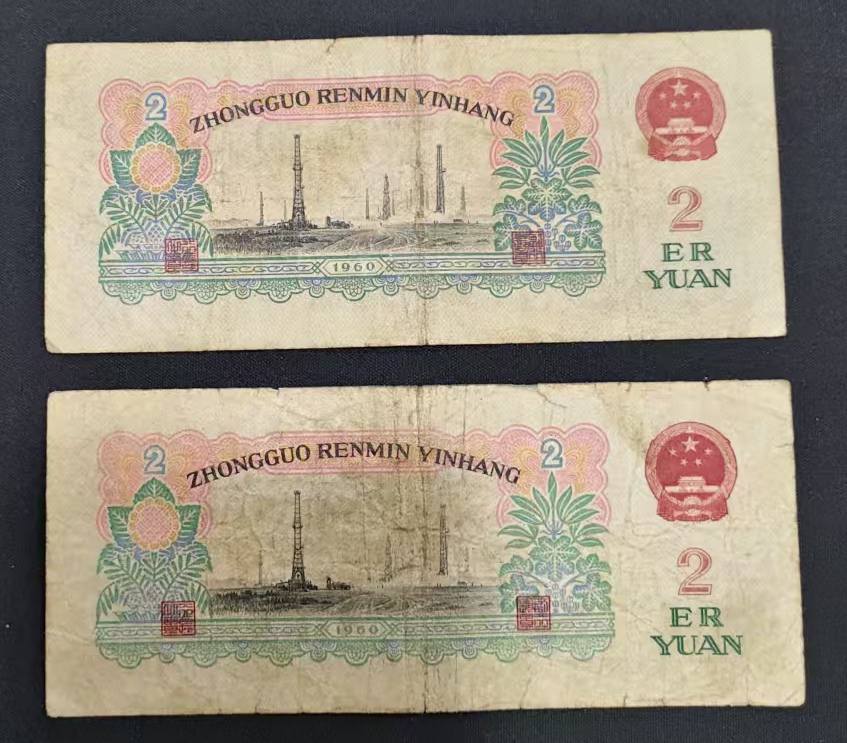 2 2
ZHONGGUO RENMIN YINHANG
2
ER
YUAN
1960
2 2
ZHONGGUO RENMIN YINHANG
2
ER
YUAN
1960